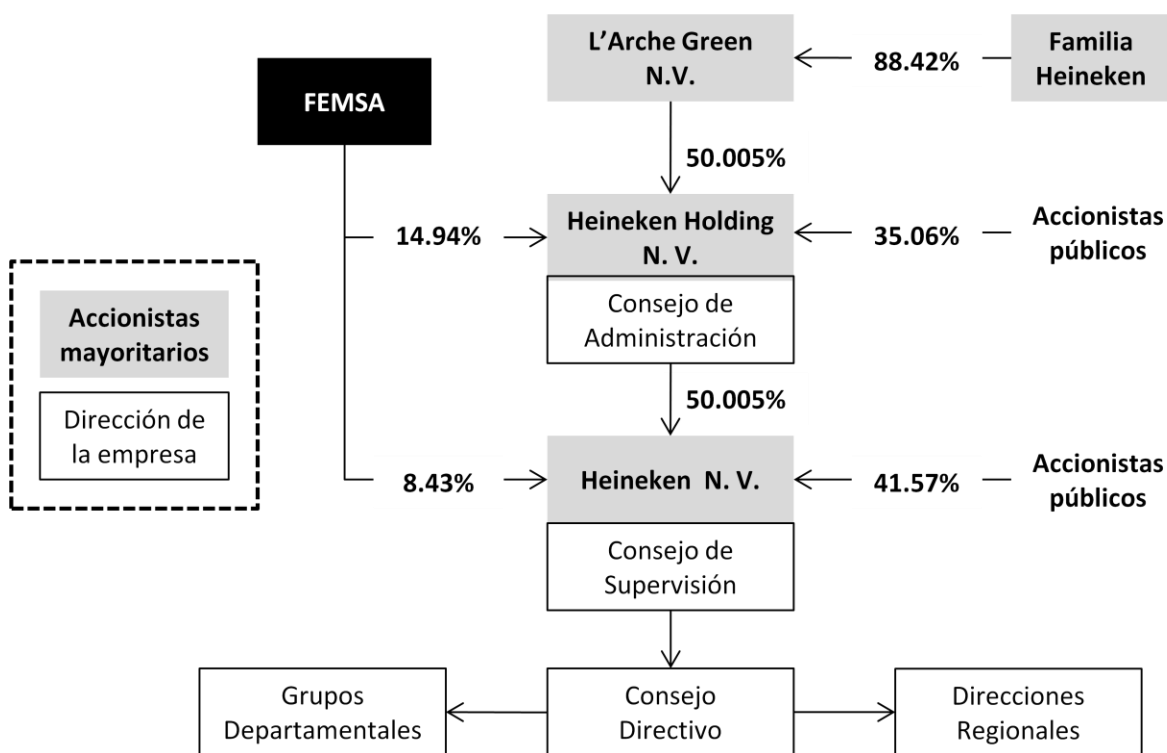 L’Arche Green
N.V.
88.42%
Familia
Heineken
FEMSA
50.005%
14.94%
Heineken Holding
N. V.
35.06%
Accionistas
públicos
Consejo de
Administración
Accionistas
mayoritarios
Dirección de
la empresa
50.005%
8.43%
Heineken N. V.
41.57%
Accionistas
públicos
Consejo de
Supervisión
Grupos
Departamentales
Consejo
Directivo
Direcciones
Regionales